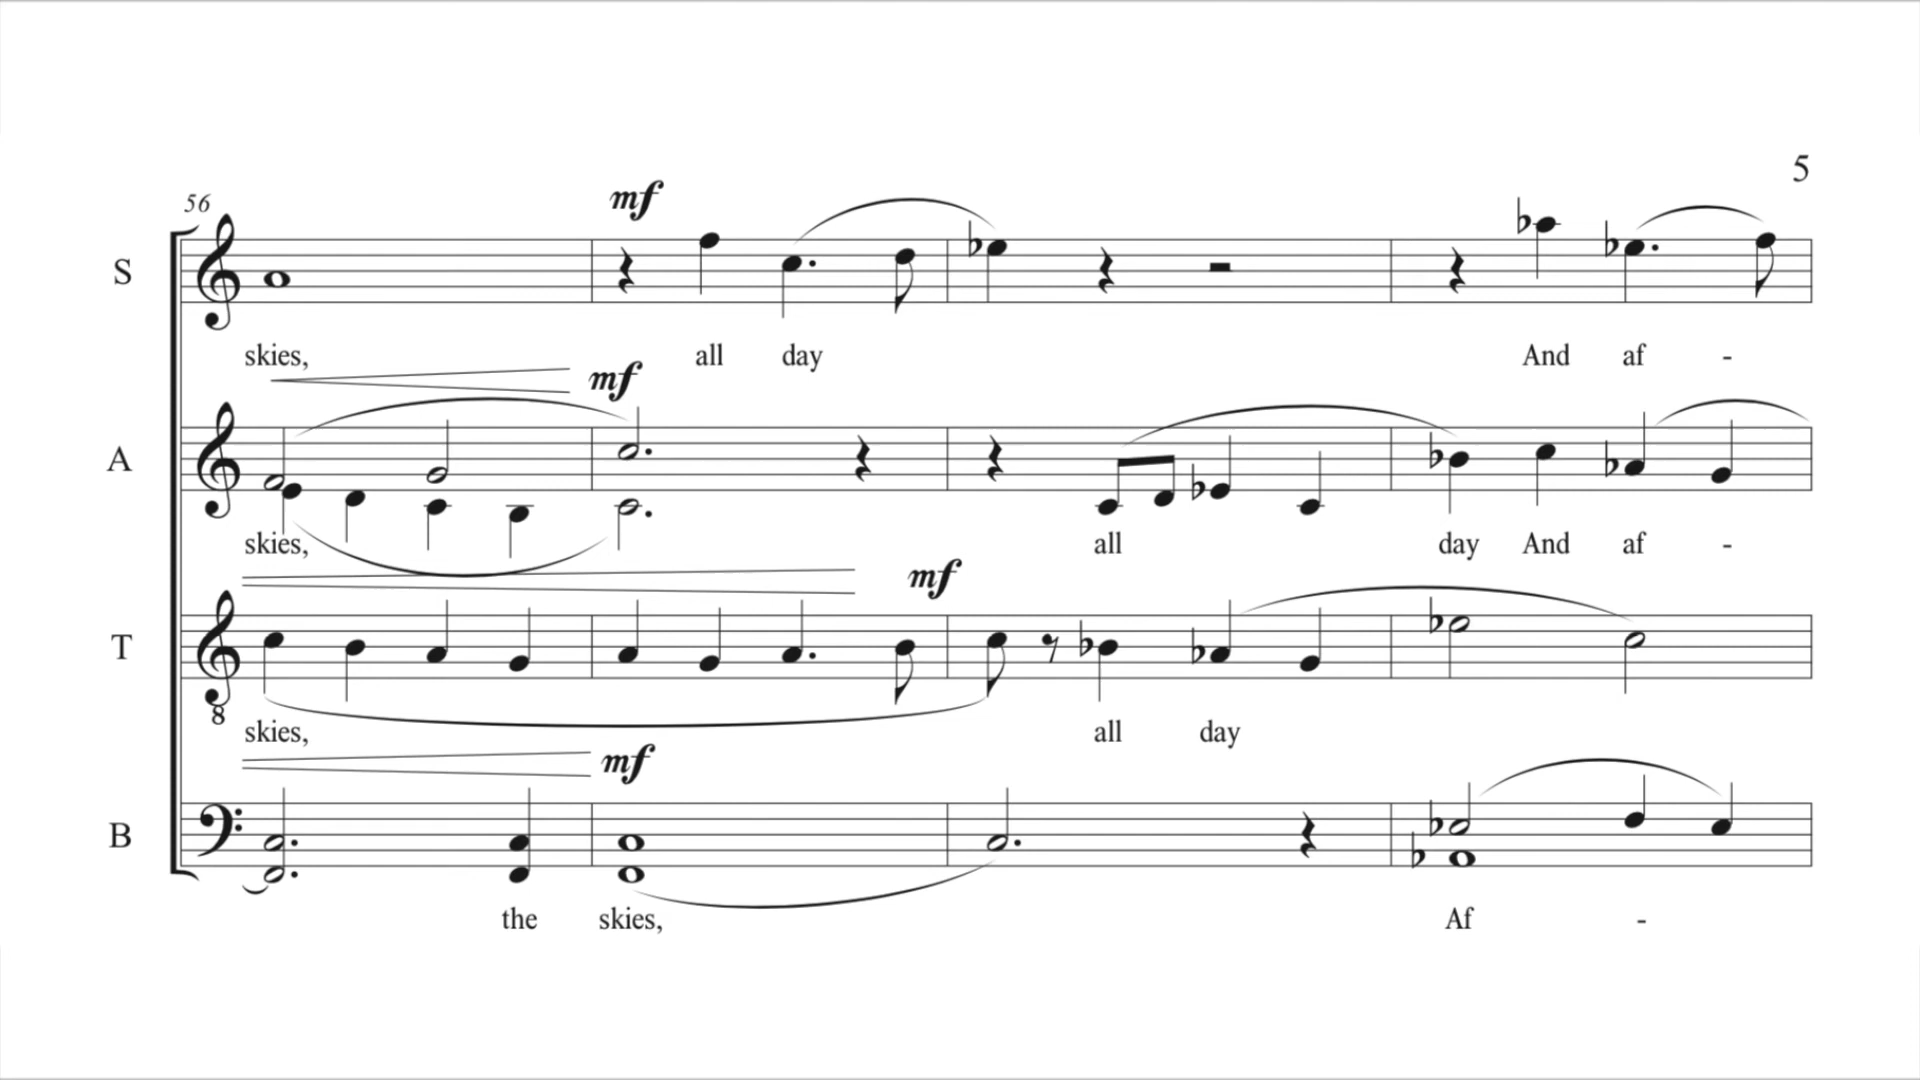 5
56
mf
S
skies, all day And af -
mf
A
skies, all day And af -
mf
T
8
skies, all day
mf
B
the skies, Af -